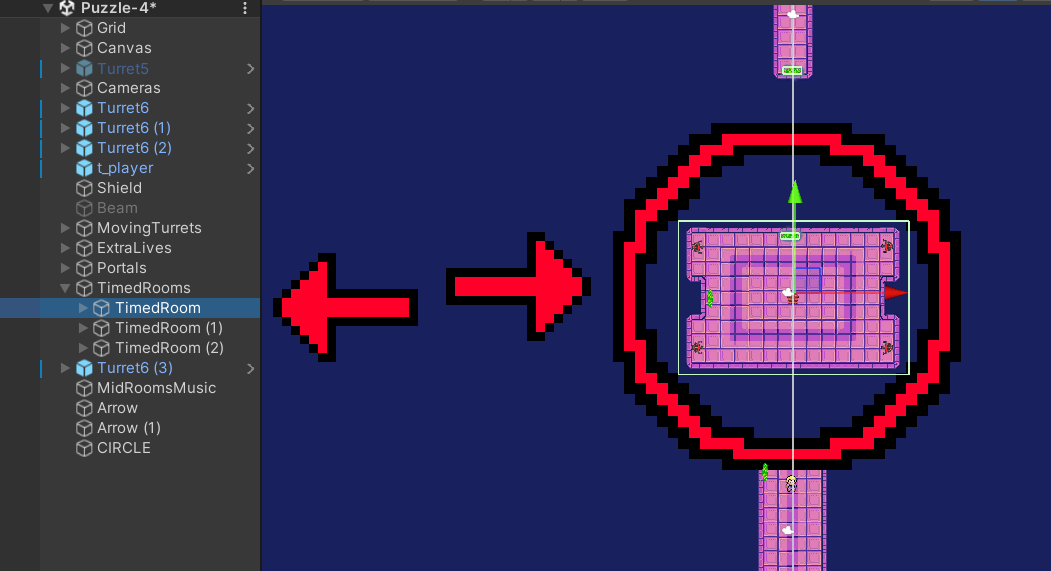 Puzzle-4*
Grid
Canvas
Turret5
Cameras
Turret6
Turret6 (1)
Turret6 (2)
t_player
Shield
Beam
MovingTurrets
ExtraLives
Portals
TimedRooms
TimedRoom
TimedRoom (1)
TimedRoom (2)
Turret6 (3)
MidRoomsMusic
Arrow
Arrow (1)
CIRCLE